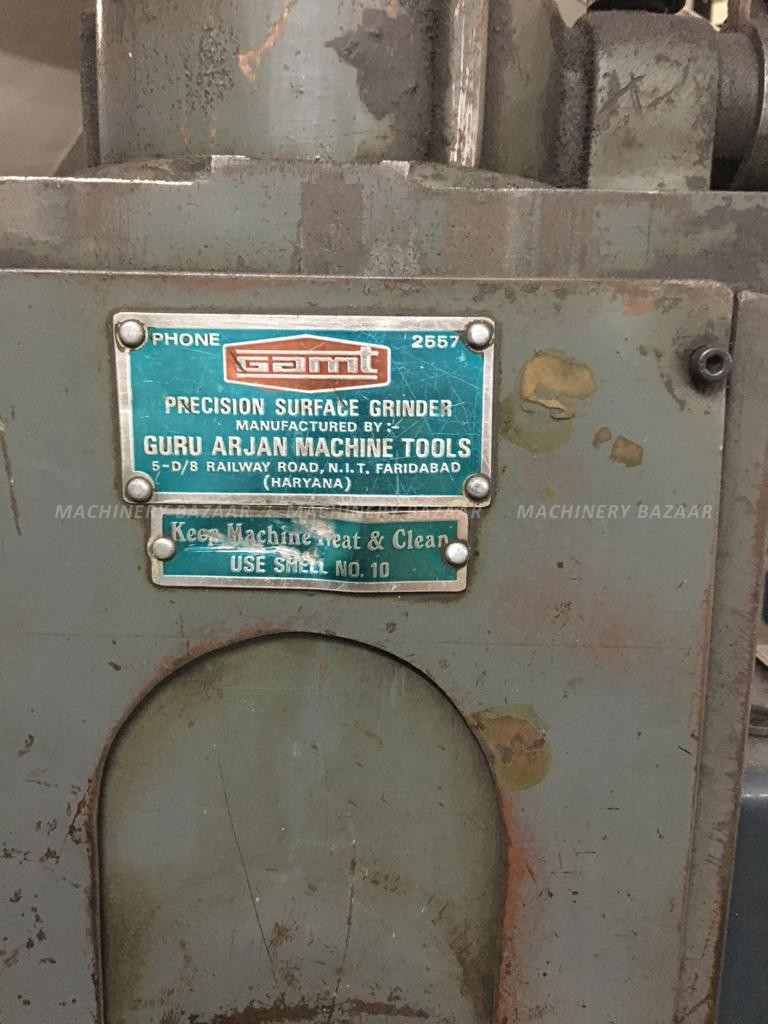 PHONE 2557
GAMT
PRECISION SURFACE GRINDER
MANUFACTURED BY :-
GURU ARJAN MACHINE TOOLS
5-D/8 RAILWAY ROAD, N.I.T. FARIDABAD
(HARYANA)
MACHINERY BAZAAR MACHINERY BAZAAR MACHINERY BAZAAR
Keep Machine Neat & Clean
USE SHELL NO. 10